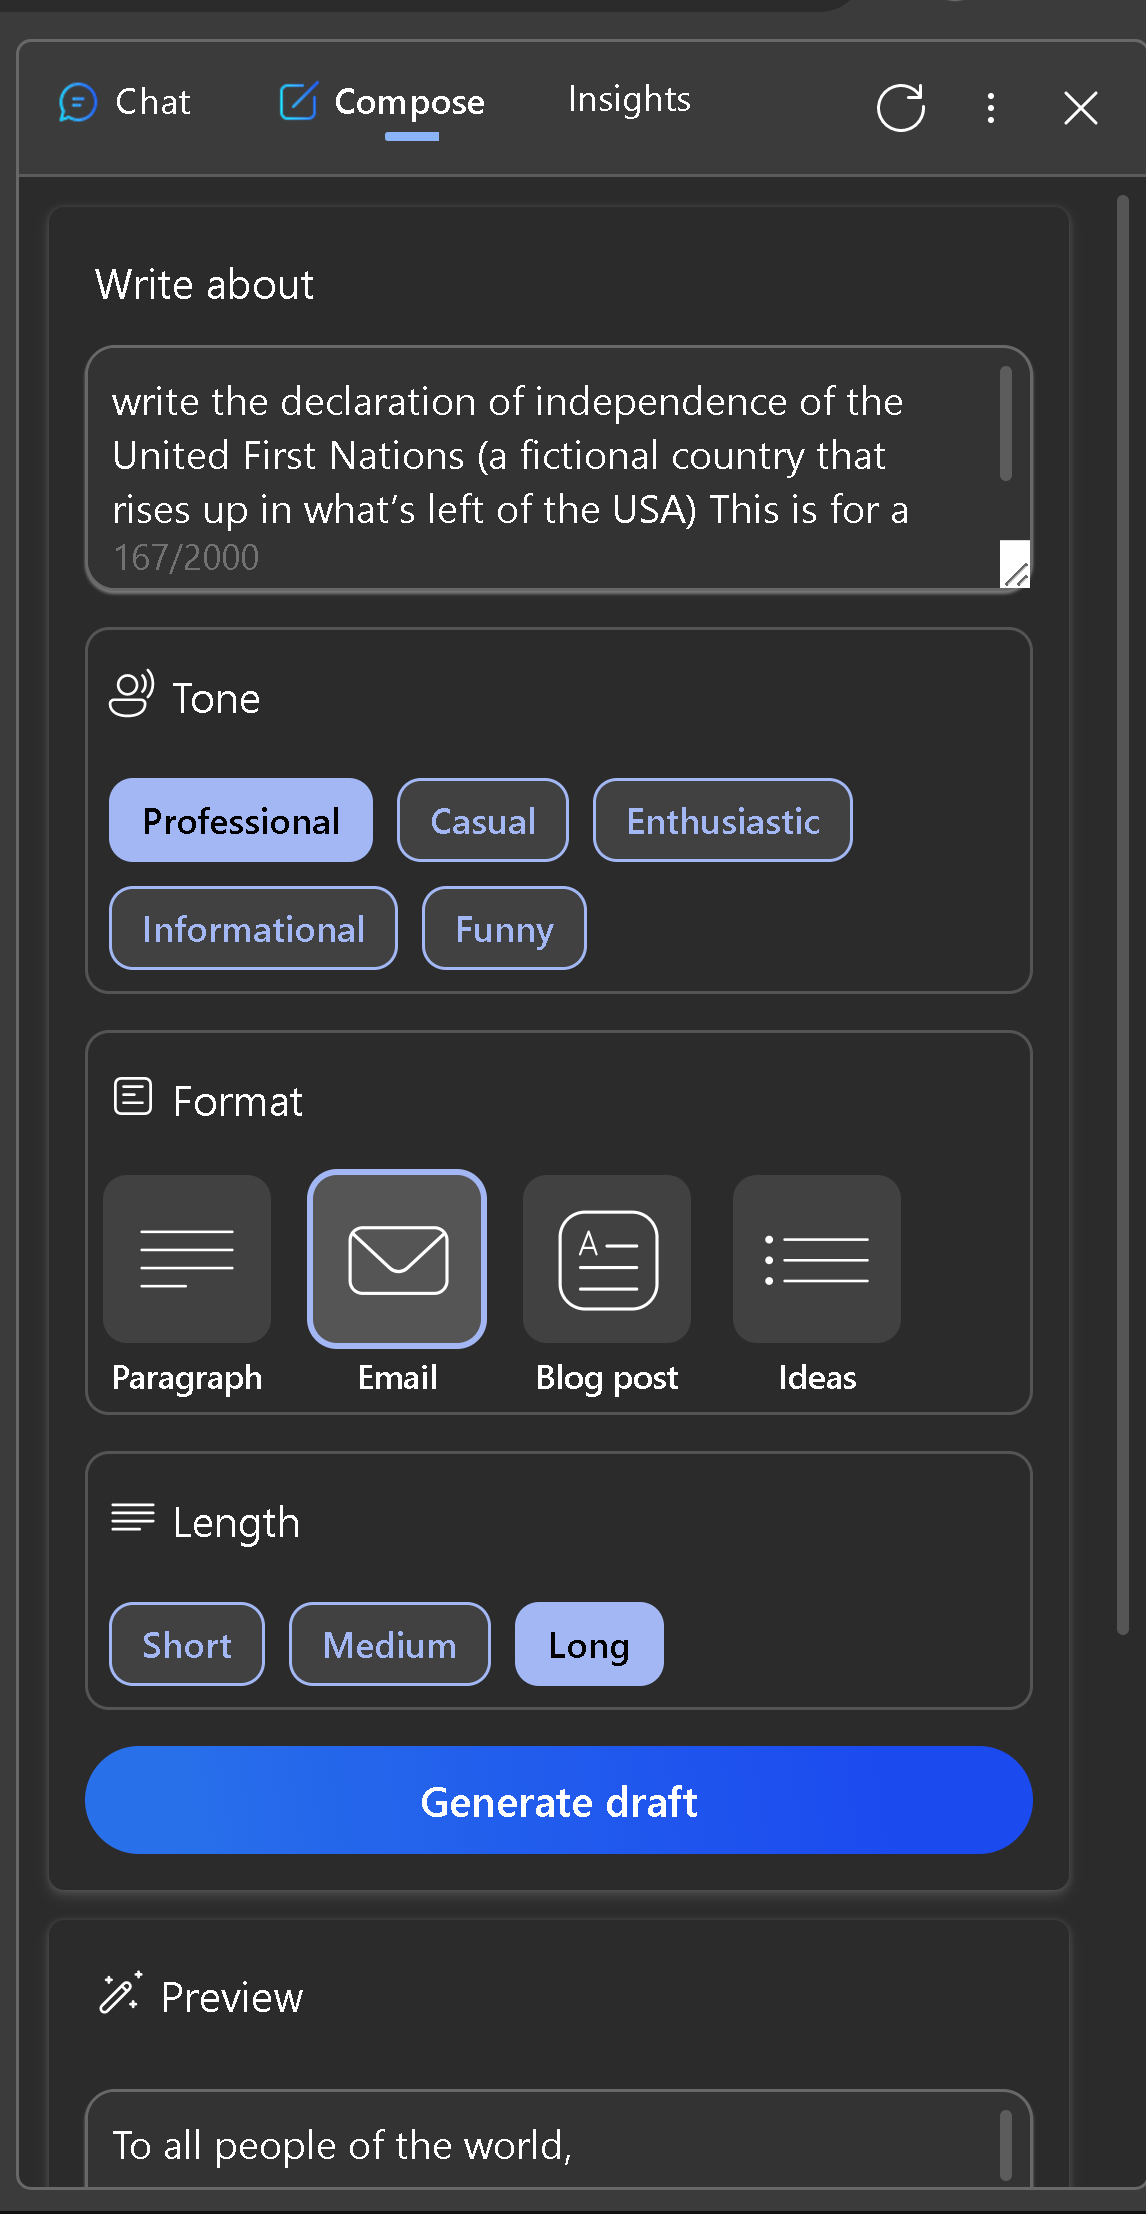 Chat Compose Insights
Write about
write the declaration of independence of the
United First Nations (a fictional country that
rises up in what’s left of the USA) This is for a
167/2000
Tone
Professional Casual Enthusiastic
Informational Funny
Format
A
Paragraph Email Blog post Ideas
Length
Short Medium Long
Generate draft
Preview
To all people of the world,